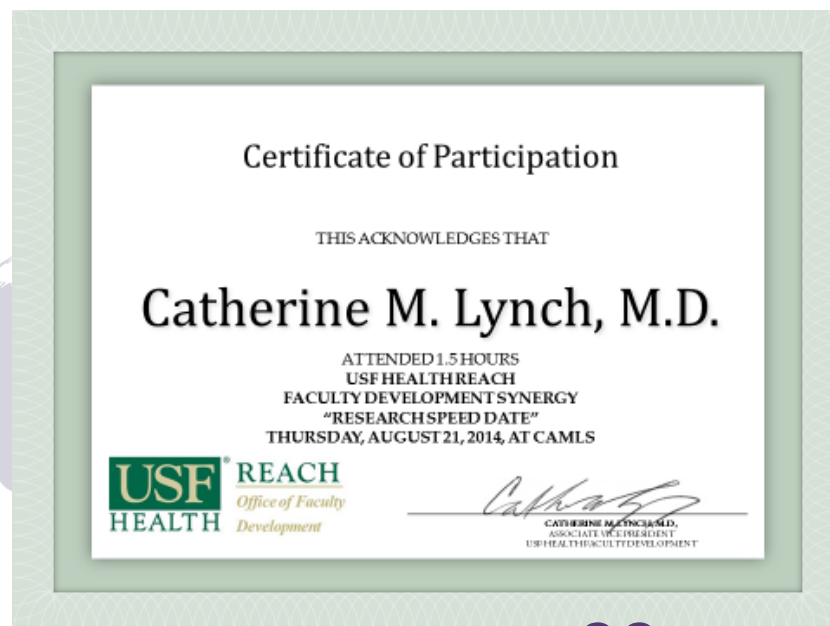 Certificate of Participation
THIS ACKNOWLEDGES THAT
Catherine M. Lynch, M.D.
ATTENDED 1.5 HOURS
USF HEALTH REACH
FACULTY DEVELOPMENT SYNERGY
“RESEARCH SPEED DATE”
THURSDAY, AUGUST 21, 2014, AT CAMLS
USF®
HEALTH
REACH
Office of Faculty
Development
CATHERINE M. LYNCH, M.D.,
ASSOCIATE VICE PRESIDENT
USF HEALTH FACULTY DEVELOPMENT